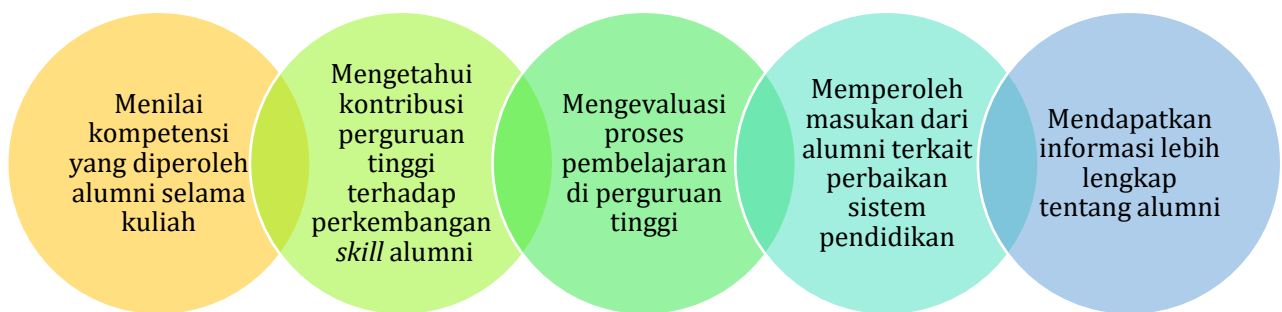 Menilai
kompetensi
yang diperoleh
alumni selama
kuliah
Mengetahui
kontribusi
perguruan
tinggi
terhadap
perkembangan
skill alumni
Mengevaluasi
proses
pembelajaran
di perguruan
tinggi
Memperoleh
masukan dari
alumni terkait
perbaikan
sistem
pendidikan
Mendapatkan
informasi lebih
lengkap
tentang alumni